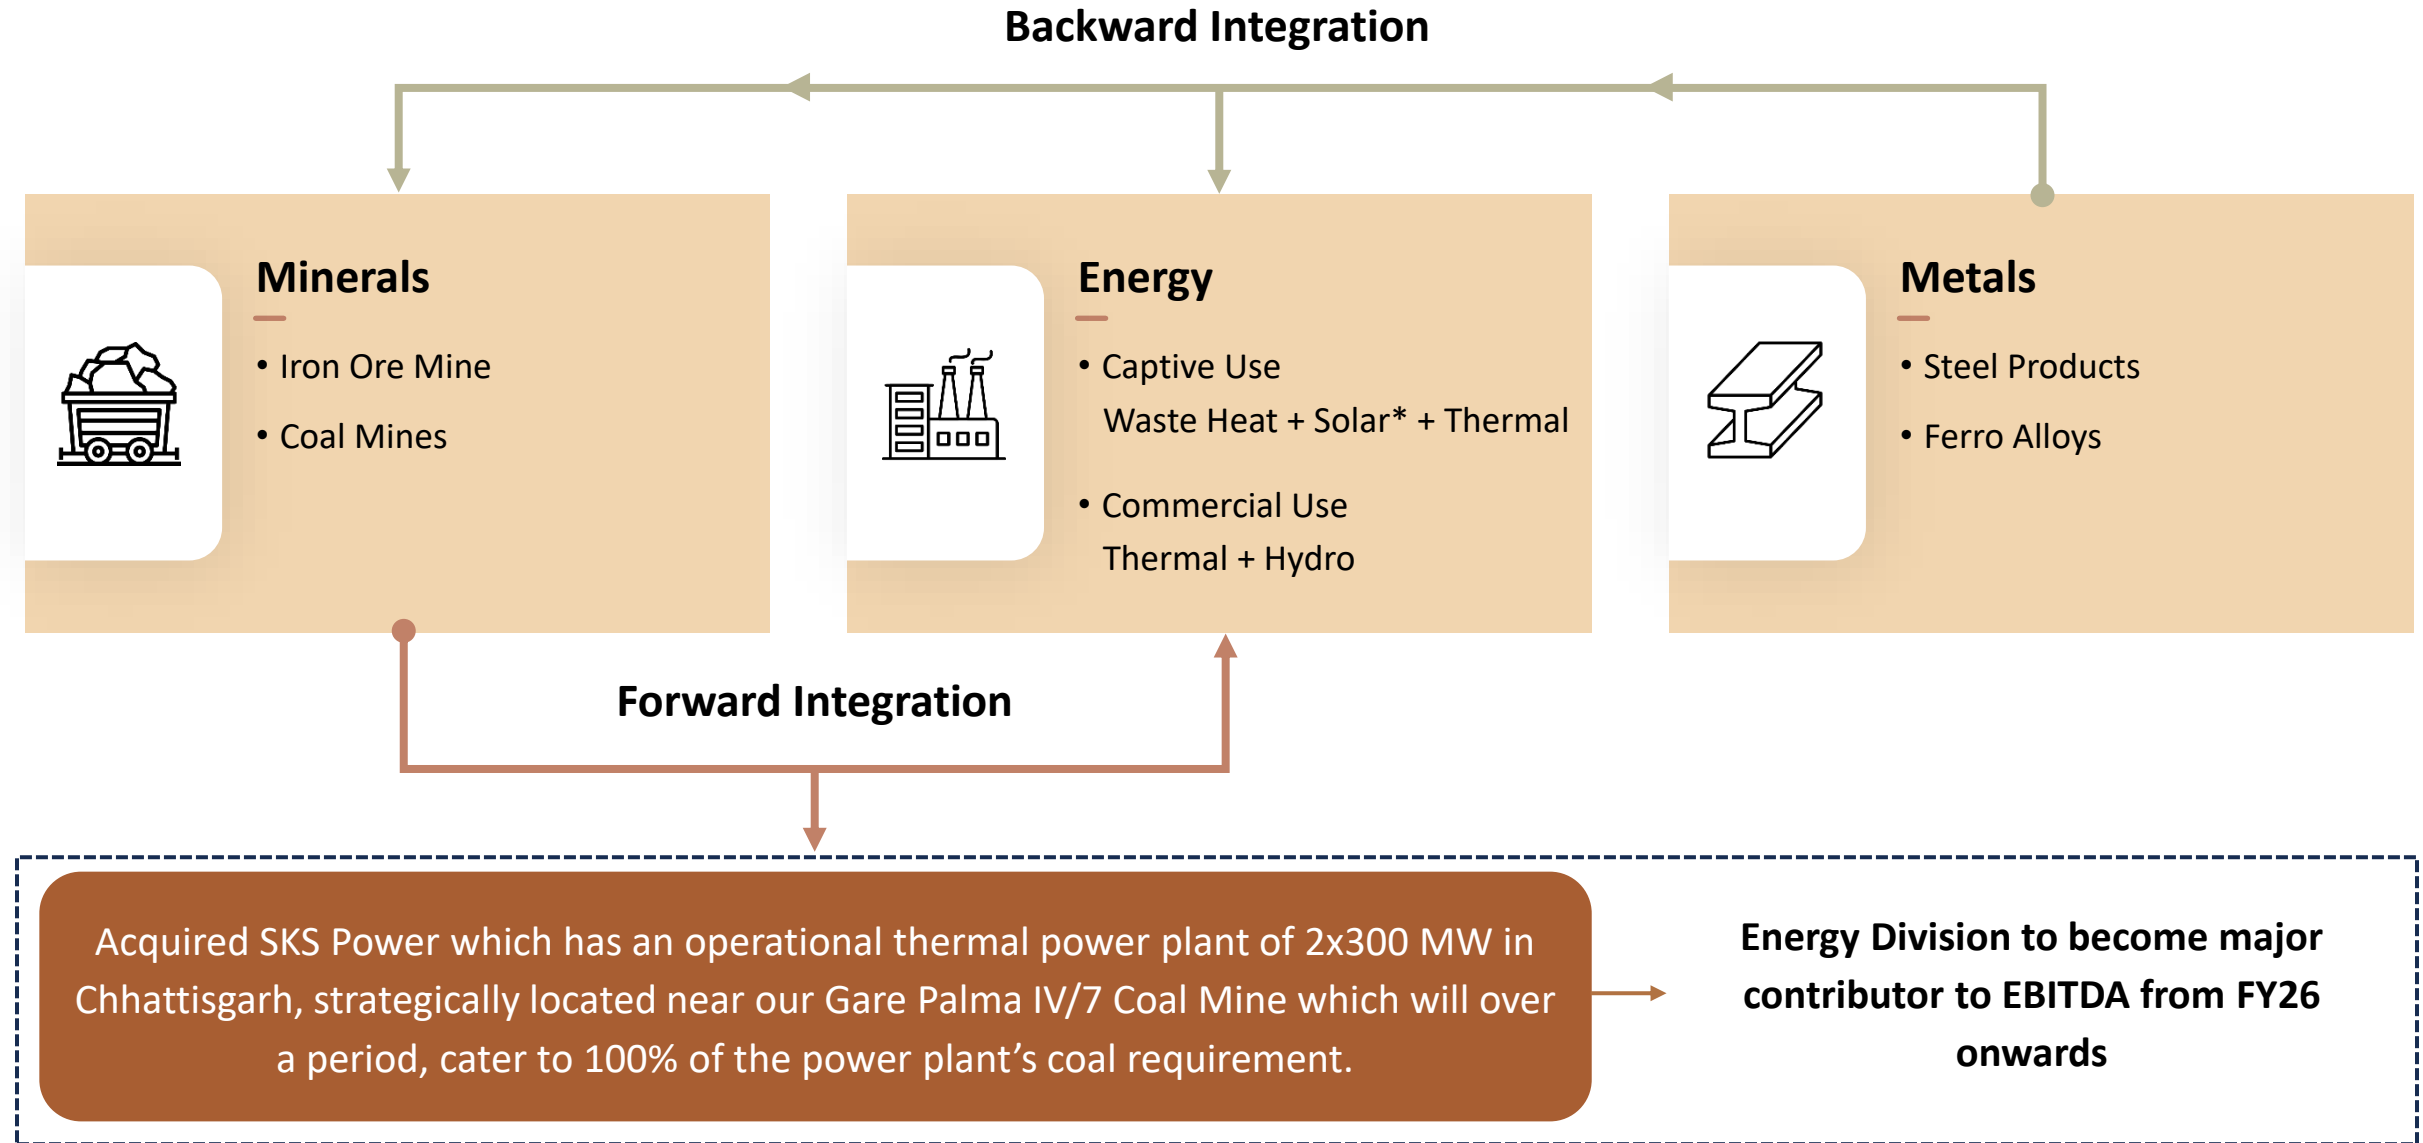 Backward Integration
Minerals
• Iron Ore Mine
• Coal Mines
Energy
• Captive Use
Waste Heat + Solar* + Thermal
• Commercial Use
Thermal + Hydro
Metals
• Steel Products
• Ferro Alloys
Forward Integration
Acquired SKS Power which has an operational thermal power plant of 2x300 MW in
Chhattisgarh, strategically located near our Gare Palma IV/7 Coal Mine which will over
a period, cater to 100% of the power plant’s coal requirement.
Energy Division to become major
contributor to EBITDA from FY26
onwards